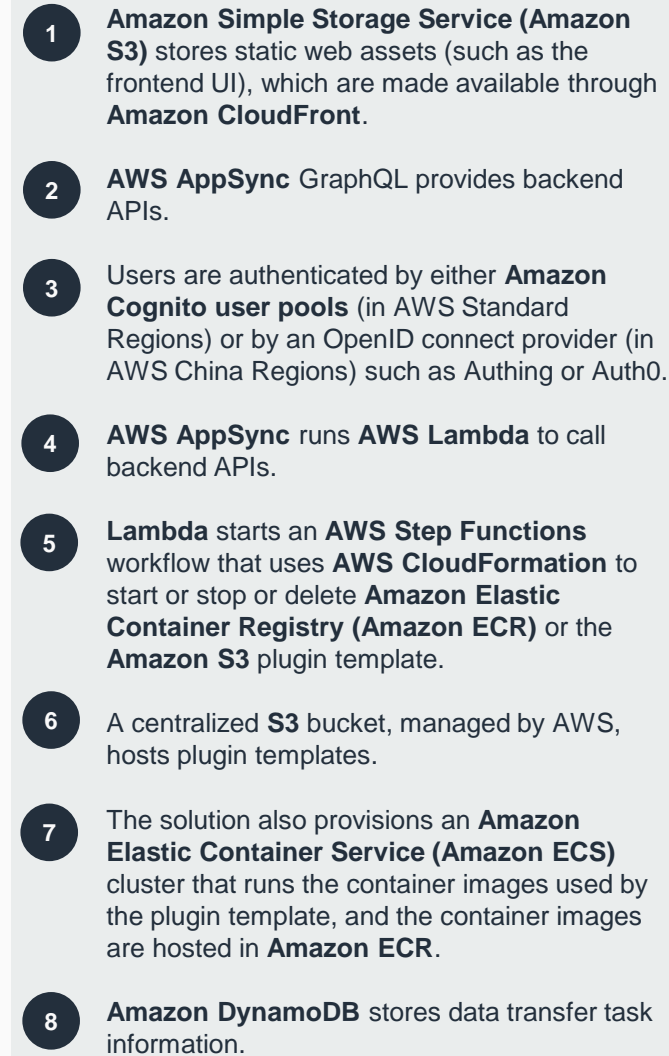 1
Amazon Simple Storage Service (Amazon
S3) stores static web assets (such as the
frontend UI), which are made available through
Amazon CloudFront.
2
AWS AppSync GraphQL provides backend
APIs.
3
Users are authenticated by either Amazon
Cognito user pools (in AWS Standard
Regions) or by an OpenID connect provider (in
AWS China Regions) such as Authing or Auth0.
4
AWS AppSync runs AWS Lambda to call
backend APIs.
5
Lambda starts an AWS Step Functions
workflow that uses AWS CloudFormation to
start or stop or delete Amazon Elastic
Container Registry (Amazon ECR) or the
Amazon S3 plugin template.
6
A centralized S3 bucket, managed by AWS,
hosts plugin templates.
7
The solution also provisions an Amazon
Elastic Container Service (Amazon ECS)
cluster that runs the container images used by
the plugin template, and the container images
are hosted in Amazon ECR.
8
Amazon DynamoDB stores data transfer task
information.